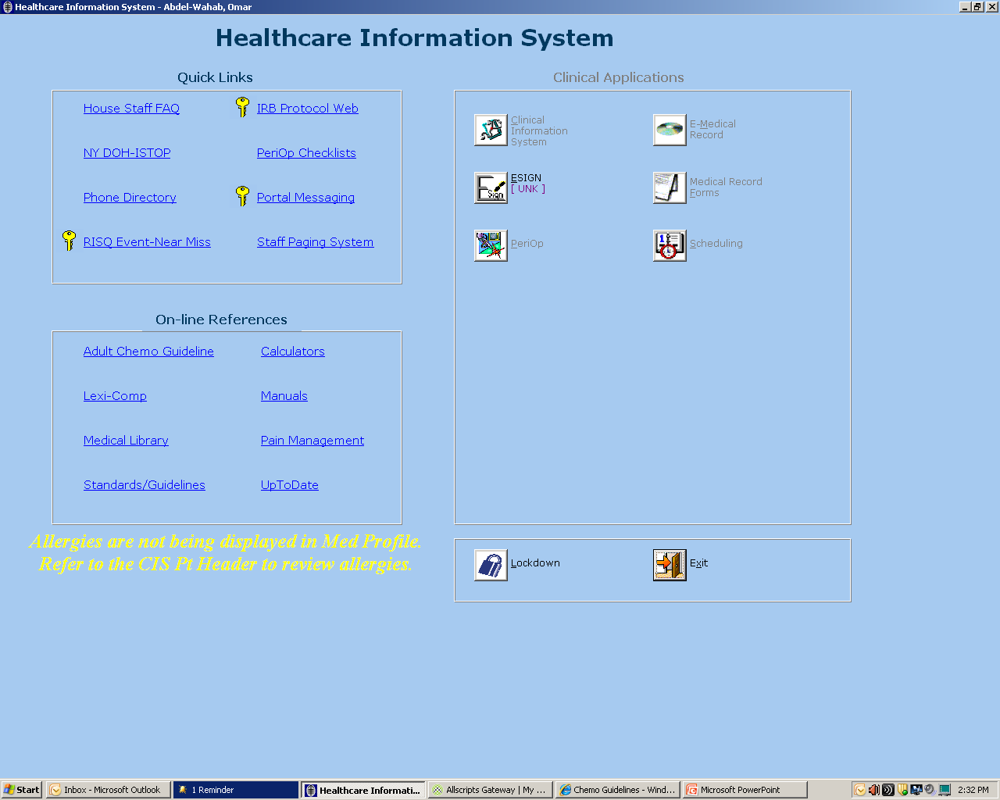 Healthcare Information System - Abdel-Wahab, Omar
Healthcare Information System
Quick Links
House Staff FAQ
IRB Protocol Web
NY DOH-ISTOP
PeriOp Checklists
Phone Directory
Portal Messaging
RISQ Event-Near Miss
Staff Paging System
On-line References
Adult Chemo Guideline
Calculators
Lexi-Comp
Manuals
Medical Library
Pain Management
Standards/Guidelines
UpToDate
Allergies are not being displayed in Med Profile.
Refer to the CIS Pt Header to review allergies.
Clinical Applications
Clinical
Information
System
E-Medical
Record
ESIGN
[ UNK ]
Sign
Medical Record
Forms
PeriOp
Scheduling
Lockdown
Exit
Start
Inbox - Microsoft Outlook
1 Reminder
Healthcare Informati...
Allscripts Gateway | My ...
Chemo Guidelines - Wind...
Microsoft PowerPoint
2:32 PM